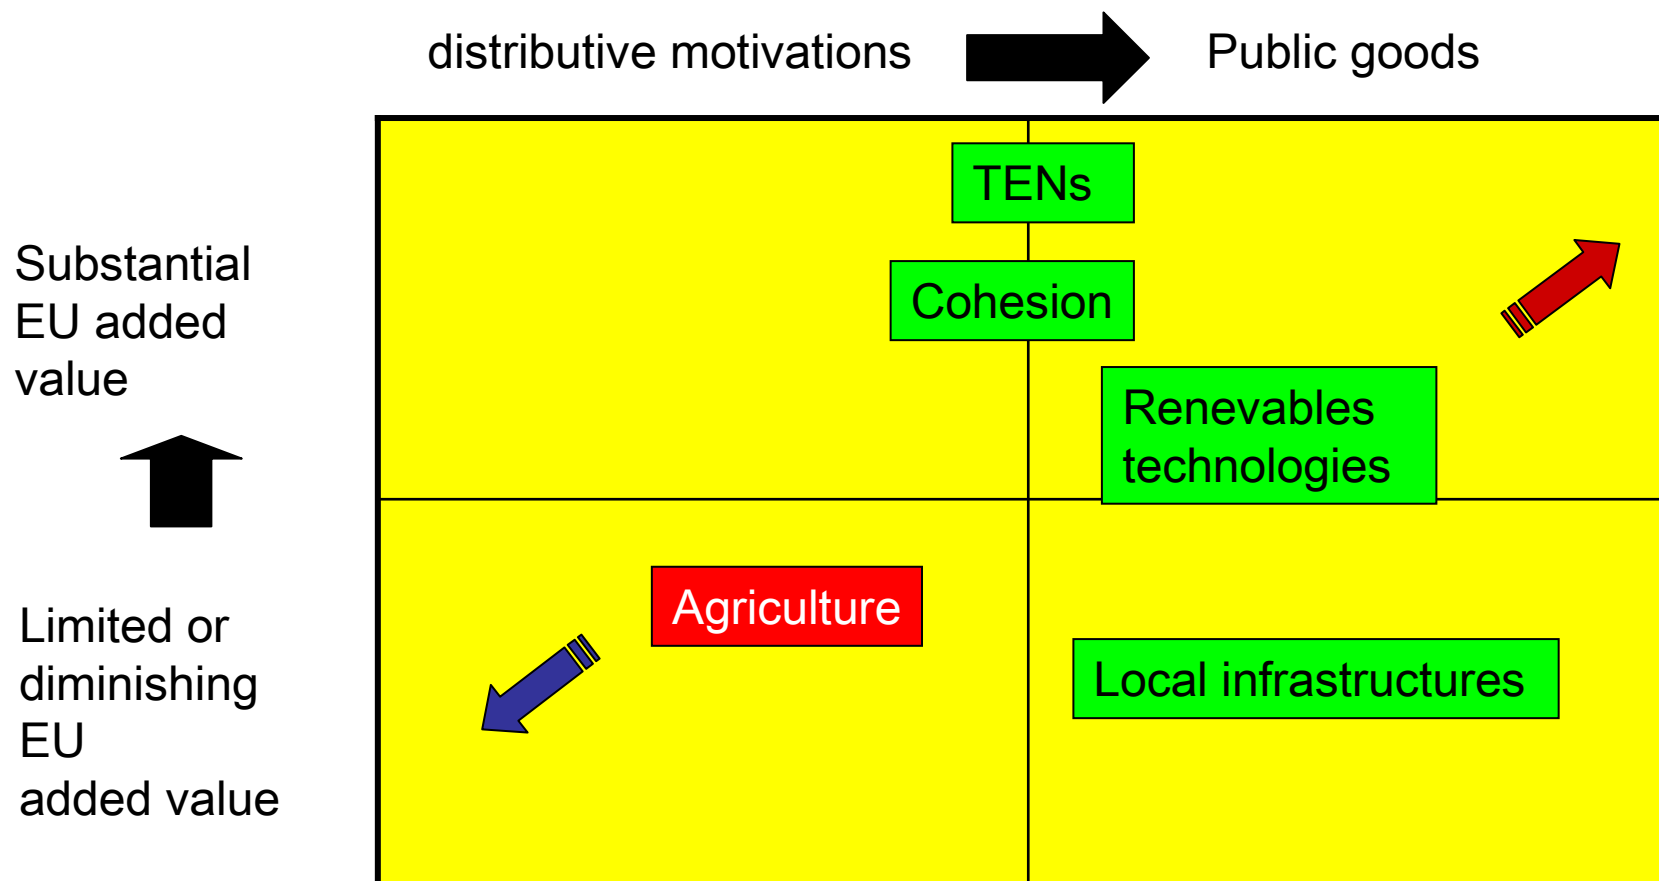 distributive motivations
Public goods
TENs
Substantial
EU added
value
Cohesion
Renevables
technologies
Agriculture
Limited or
diminishing
EU
added value
Local infrastructures